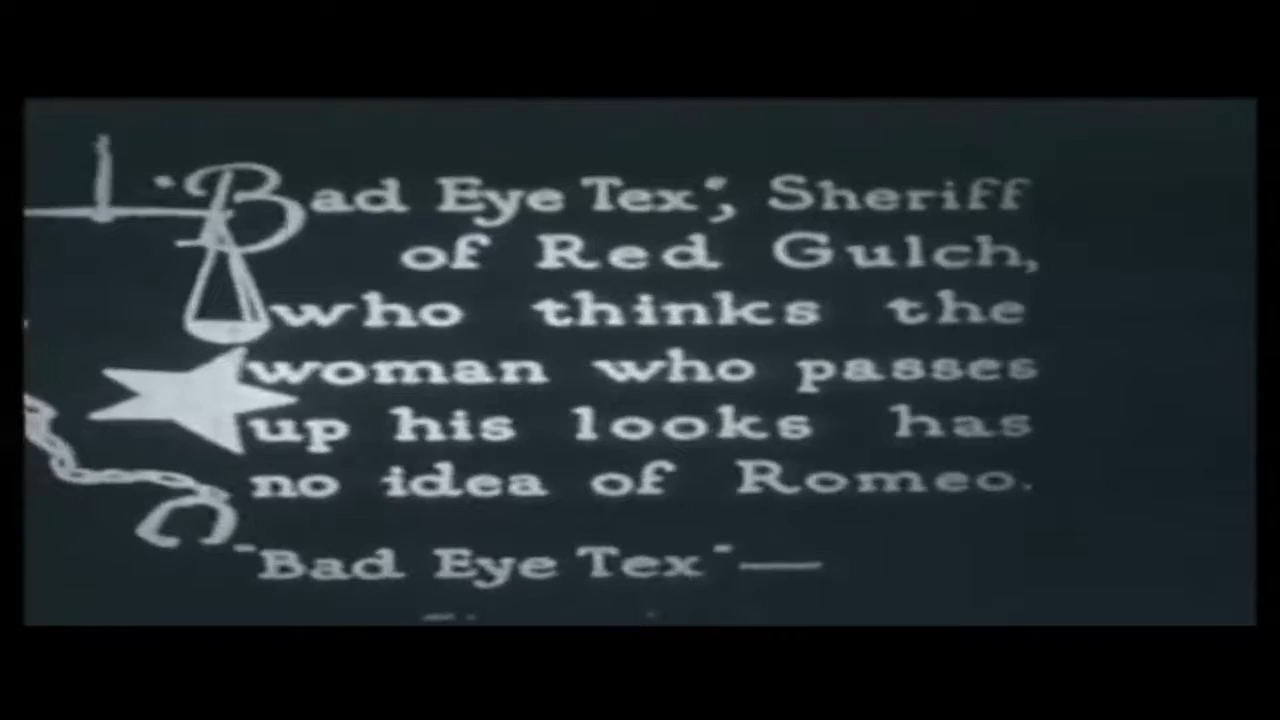 "Bad Eye Tex", Sheriff
of Red Gulch,
who thinks the
woman who passes
up his looks has
no idea of Romeo.
"Bad Eye Tex"—